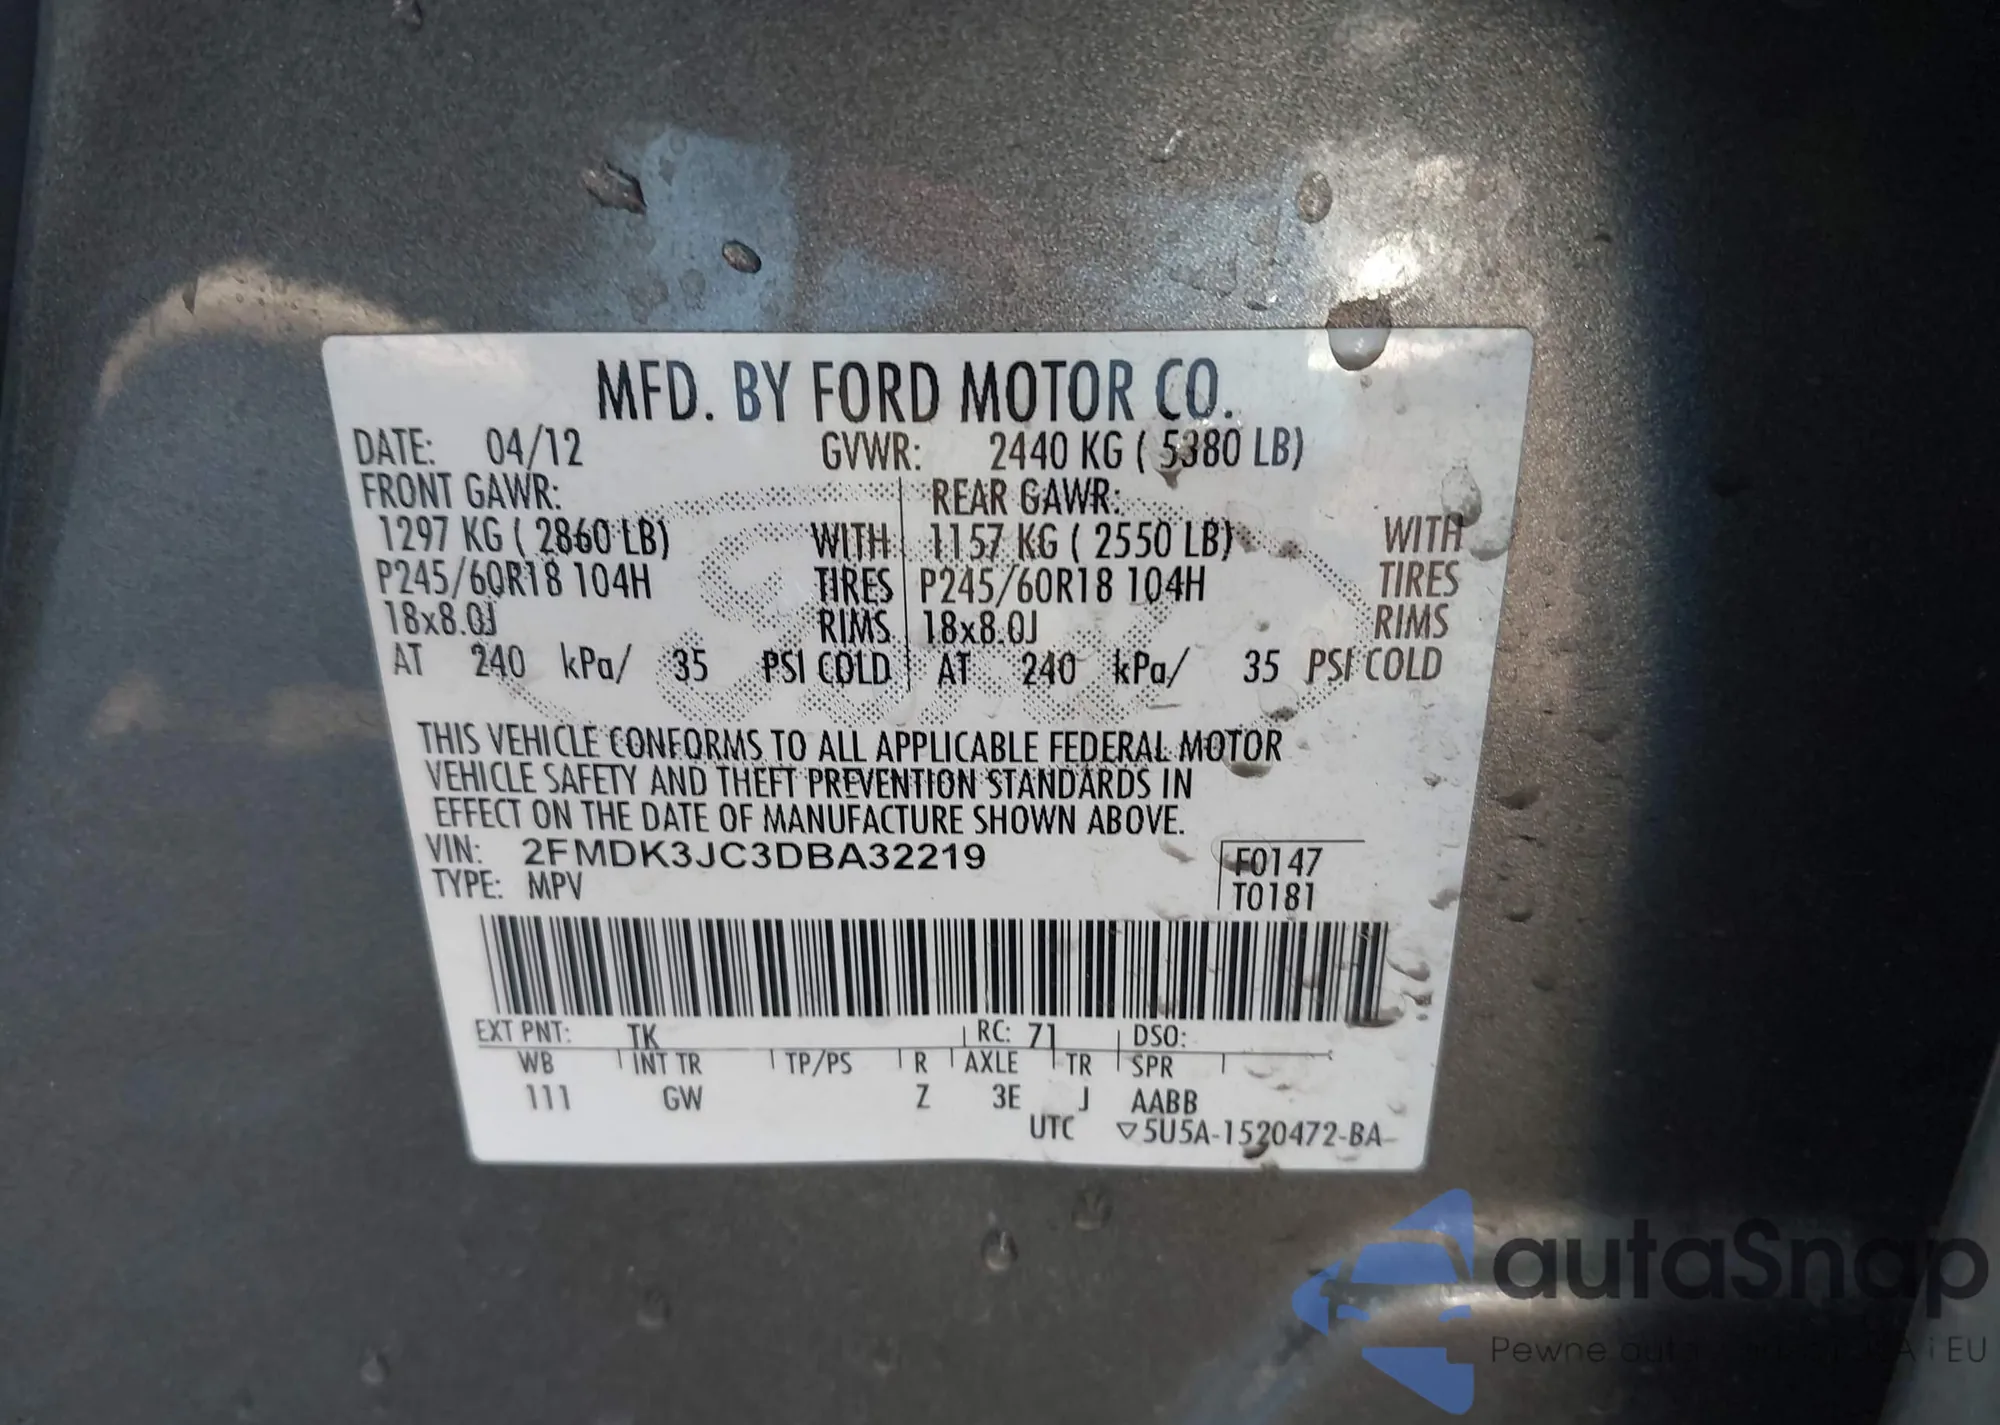 MFD. BY FORD MOTOR CO.
DATE: 04/12 GVWR: 2440 KG ( 5380 LB)
FRONT GAWR: REAR GAWR:
1297 KG ( 2860 LB) WITH 1157 KG ( 2550 LB) WITH
P245/60R18 104H TIRES P245/60R18 104H TIRES
18x8.0J RIMS 18x8.0J RIMS
AT 240 kPa/ 35 PSI COLD AT 240 kPa/ 35 PSI COLD
THIS VEHICLE CONFORMS TO ALL APPLICABLE FEDERAL MOTOR
VEHICLE SAFETY AND THEFT PREVENTION STANDARDS IN
EFFECT ON THE DATE OF MANUFACTURE SHOWN ABOVE.
VIN: 2FMDK3JC3DBA32219 F0147
TYPE: MPV T0181
EXT PNT: TK RC: 71 DSO:
WB INT TR TP/PS R AXLE TR SPR
111 GW Z 3E J AABB
UTC ▽5U5A-1520472-BA
autaSnap
Pewne auta i EU